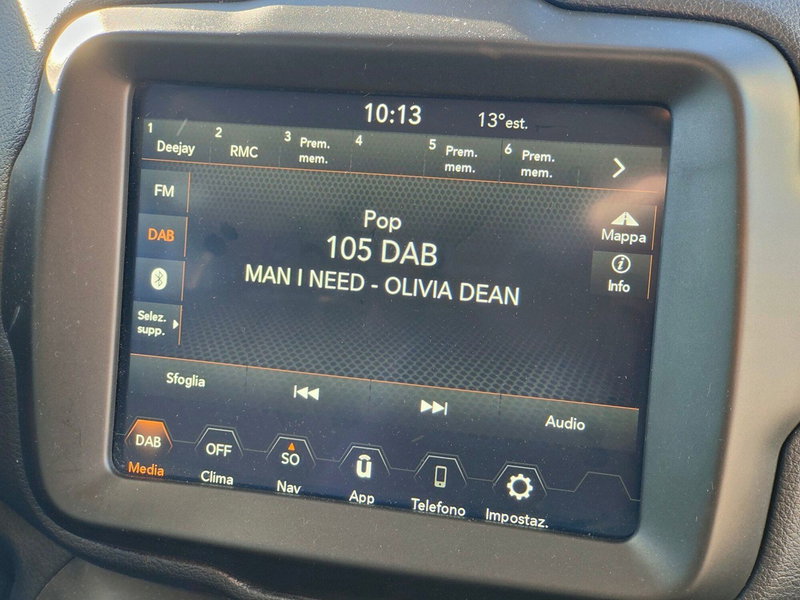 10:13 13°est.
1 Deejay 2 RMC 3 Prem. mem. 4 5 Prem. mem. 6 Prem. mem.
FM
DAB
Selez. supp.
Pop
105 DAB
MAN I NEED - OLIVIA DEAN
Mappa
i
Info
Sfoglia
Audio
DAB OFF SO ū
Media Clima Nav App Telefono Impostaz.